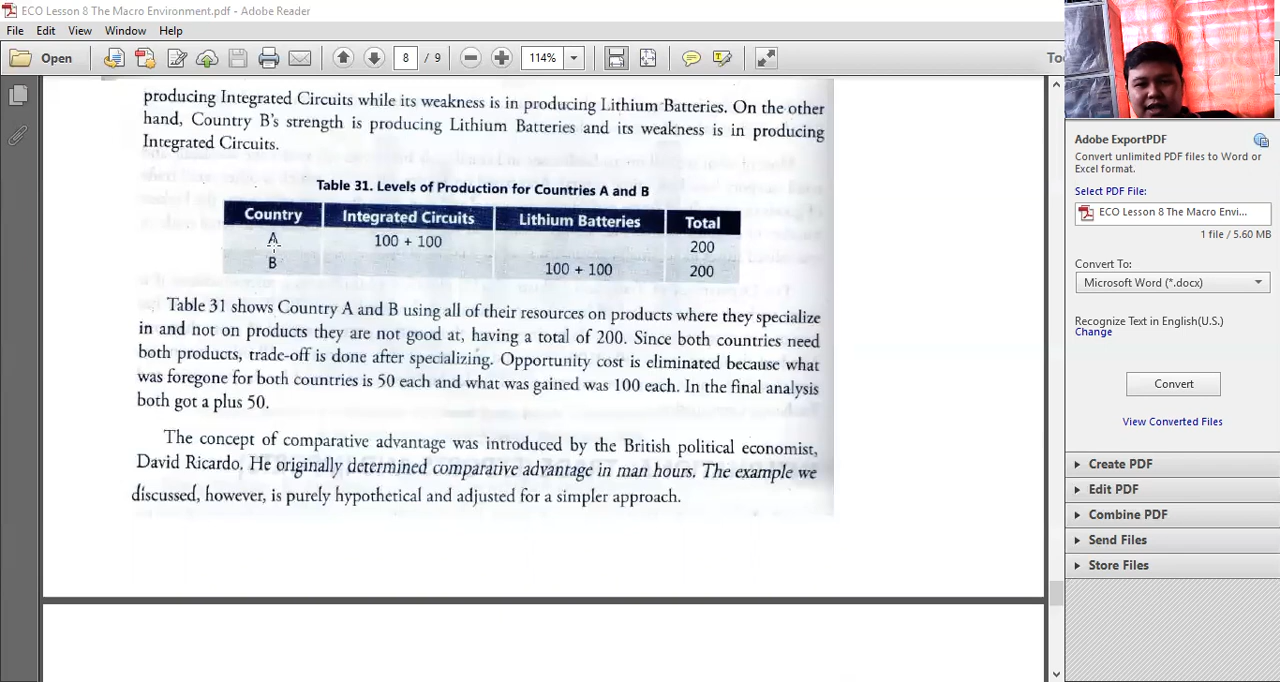 ECO Lesson 8 The Macro Environment.pdf - Adobe Reader
File Edit View Window Help
Open 8 / 9 114%
producing Integrated Circuits while its weakness is in producing Lithium Batteries. On the other
hand, Country B's strength is producing Lithium Batteries and its weakness is in producing
Integrated Circuits.
Table 31. Levels of Production for Countries A and B
Country Integrated Circuits Lithium Batteries Total
A 100 + 100 200
B 100 + 100 200
Table 31 shows Country A and B using all of their resources on products where they specialize
in and not on products they are not good at, having a total of 200. Since both countries need
both products, trade-off is done after specializing. Opportunity cost is eliminated because what
was foregone for both countries is 50 each and what was gained was 100 each. In the final analysis
both got a plus 50.
The concept of comparative advantage was introduced by the British political economist,
David Ricardo. He originally determined comparative advantage in man hours. The example we
discussed, however, is purely hypothetical and adjusted for a simpler approach.
Adobe ExportPDF
Convert unlimited PDF files to Word or
Excel format.
Select PDF File:
ECO Lesson 8 The Macro Envi...
1 file / 5.60 MB
Convert To:
Microsoft Word (*.docx)
Recognize Text in English(U.S.)
Change
Convert
View Converted Files
Create PDF
Edit PDF
Combine PDF
Send Files
Store Files